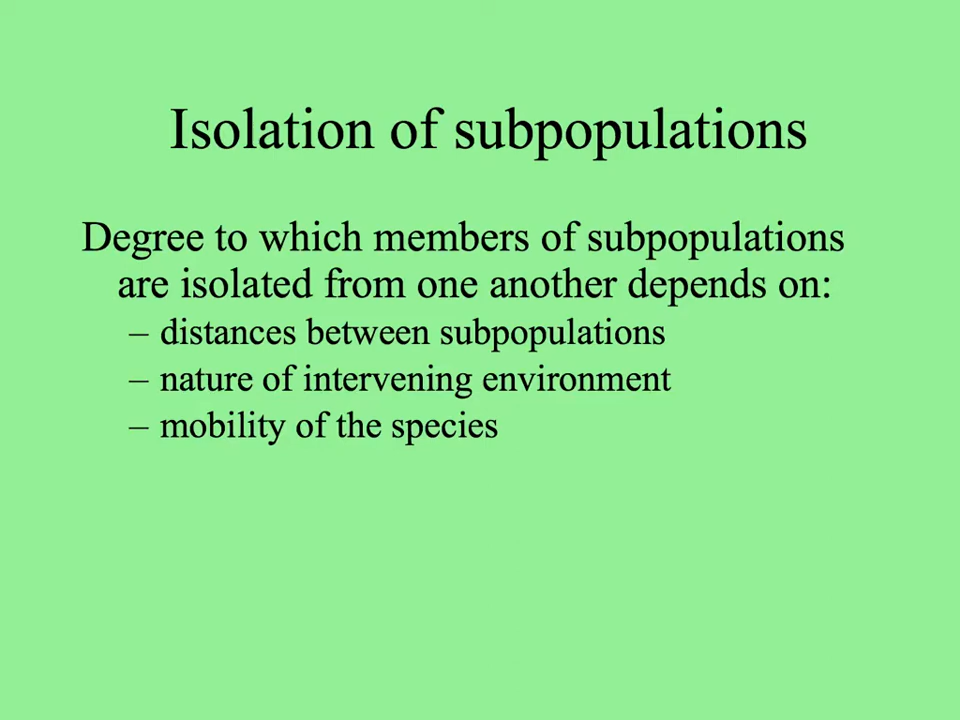 Isolation of subpopulations
Degree to which members of subpopulations
are isolated from one another depends on:
– distances between subpopulations
– nature of intervening environment
– mobility of the species